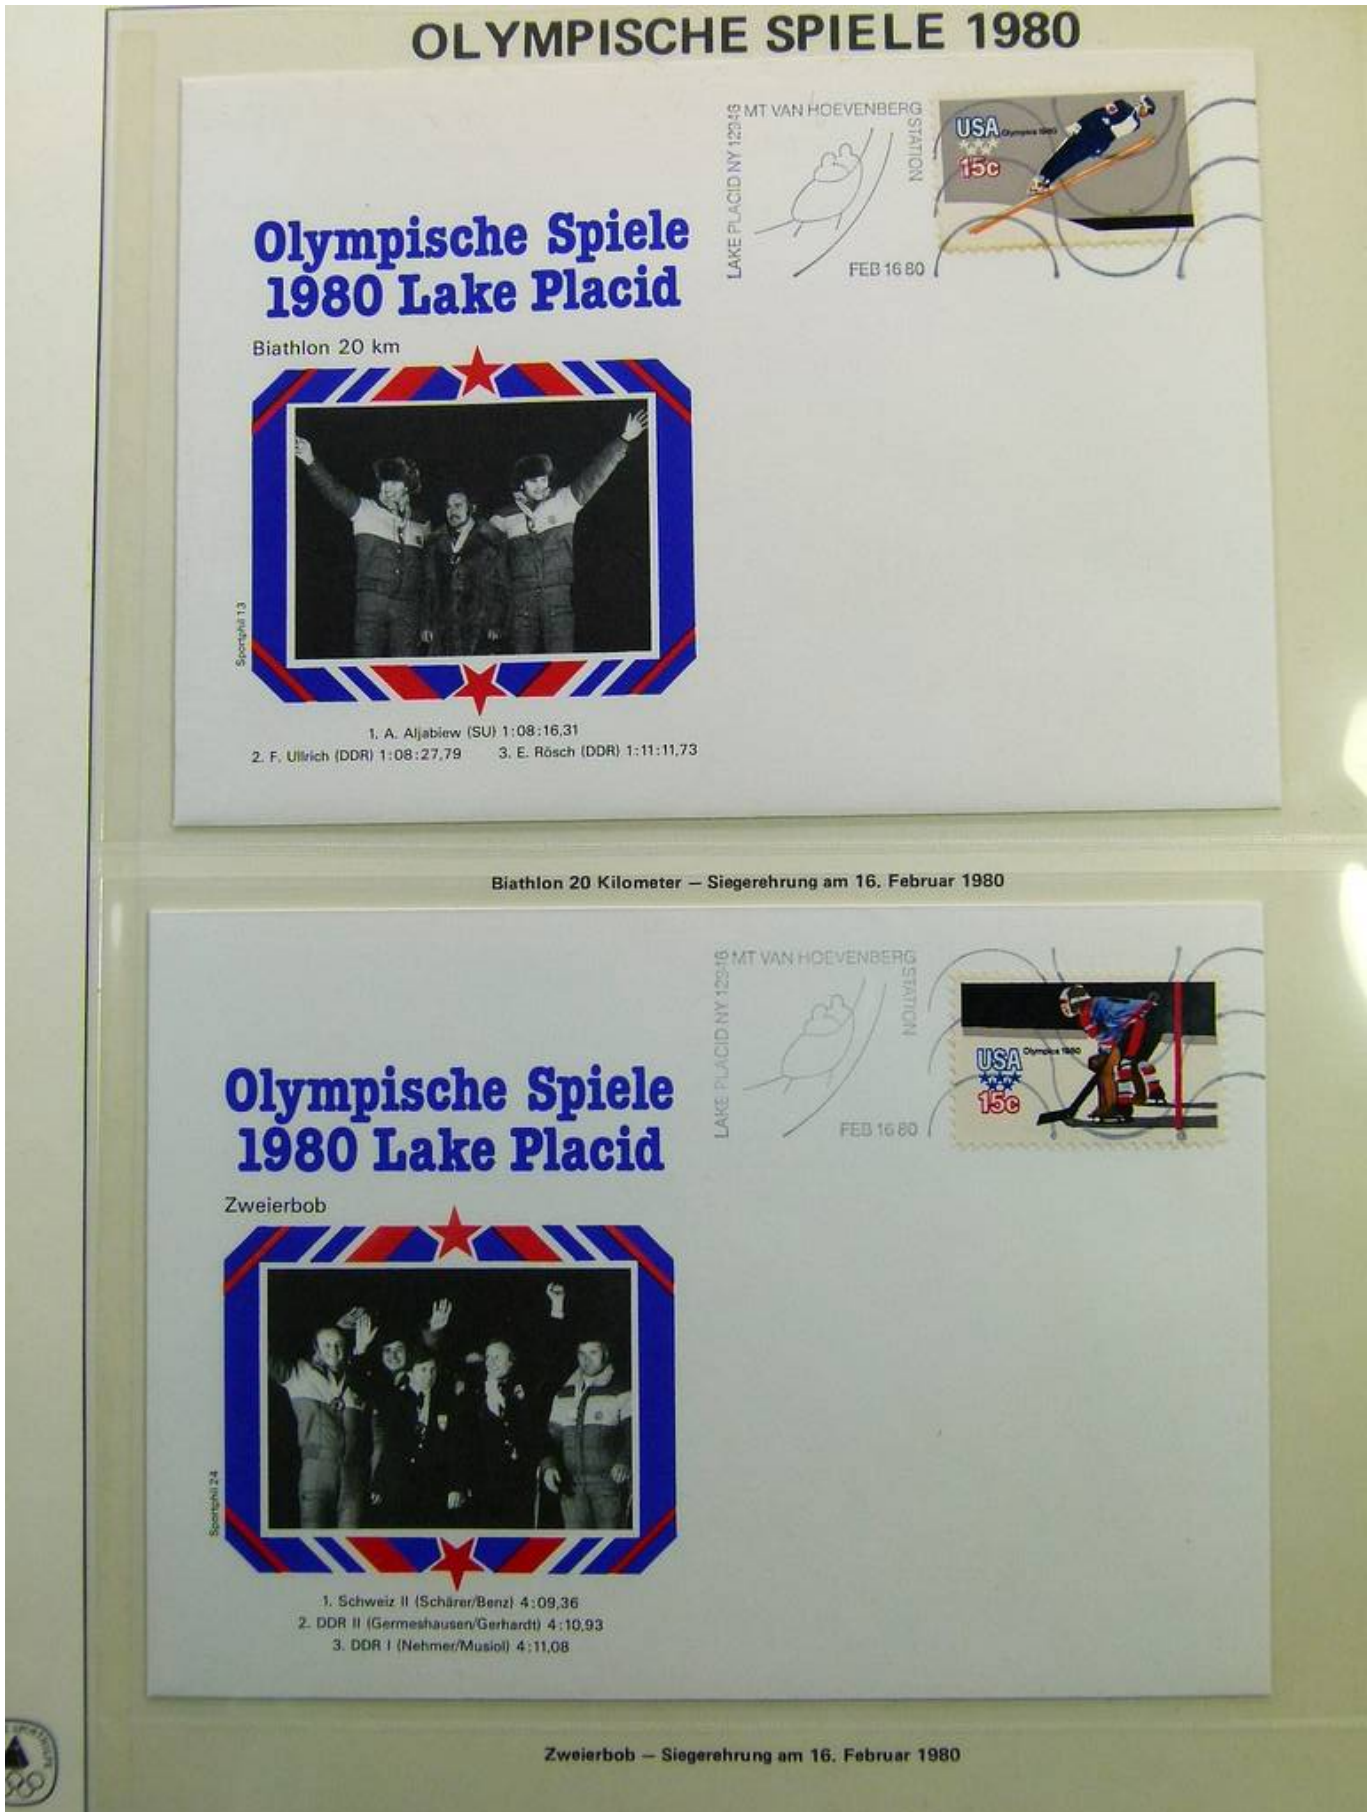 OLYMPISCHE SPIELE 1980
MT VAN HOEVENBERG
STATION
LAKE PLACID NY 12946
FEB 16 80
USA Olympics 1980
15c
Olympische Spiele
1980 Lake Placid
Biathlon 20 km
Sportphil 13
1. A. Aljabiew (SU) 1:08:16,31
2. F. Ullrich (DDR) 1:08:27,79 3. E. Rösch (DDR) 1:11:11,73
Biathlon 20 Kilometer — Siegerehrung am 16. Februar 1980
MT VAN HOEVENBERG
STATION
LAKE PLACID NY 12946
FEB 16 80
USA Olympics 1980
15c
Olympische Spiele
1980 Lake Placid
Zweierbob
Sportphil 24
1. Schweiz II (Schärer/Benz) 4:09,36
2. DDR II (Germeshausen/Gerhardt) 4:10,93
3. DDR I (Nehmer/Musiol) 4:11,08
Zweierbob — Siegerehrung am 16. Februar 1980